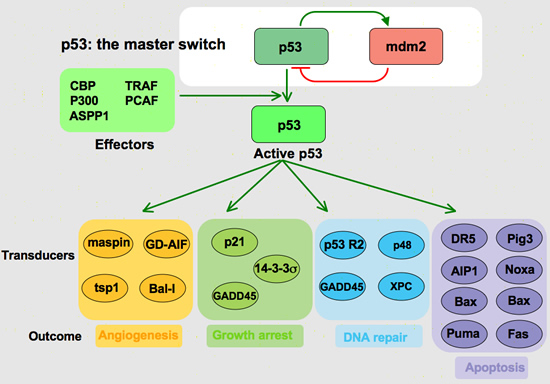 p53: the master switch
p53
mdm2
CBP TRAF
P300 PCAF
ASPP1
Effectors
p53
Active p53
Transducers
maspin GD-AIF
tsp1 Bal-I
p21
14-3-3σ
GADD45
p53 R2 p48
GADD45 XPC
DR5 Pig3
AIP1 Noxa
Bax Bax
Puma Fas
Outcome
Angiogenesis
Growth arrest
DNA repair
Apoptosis